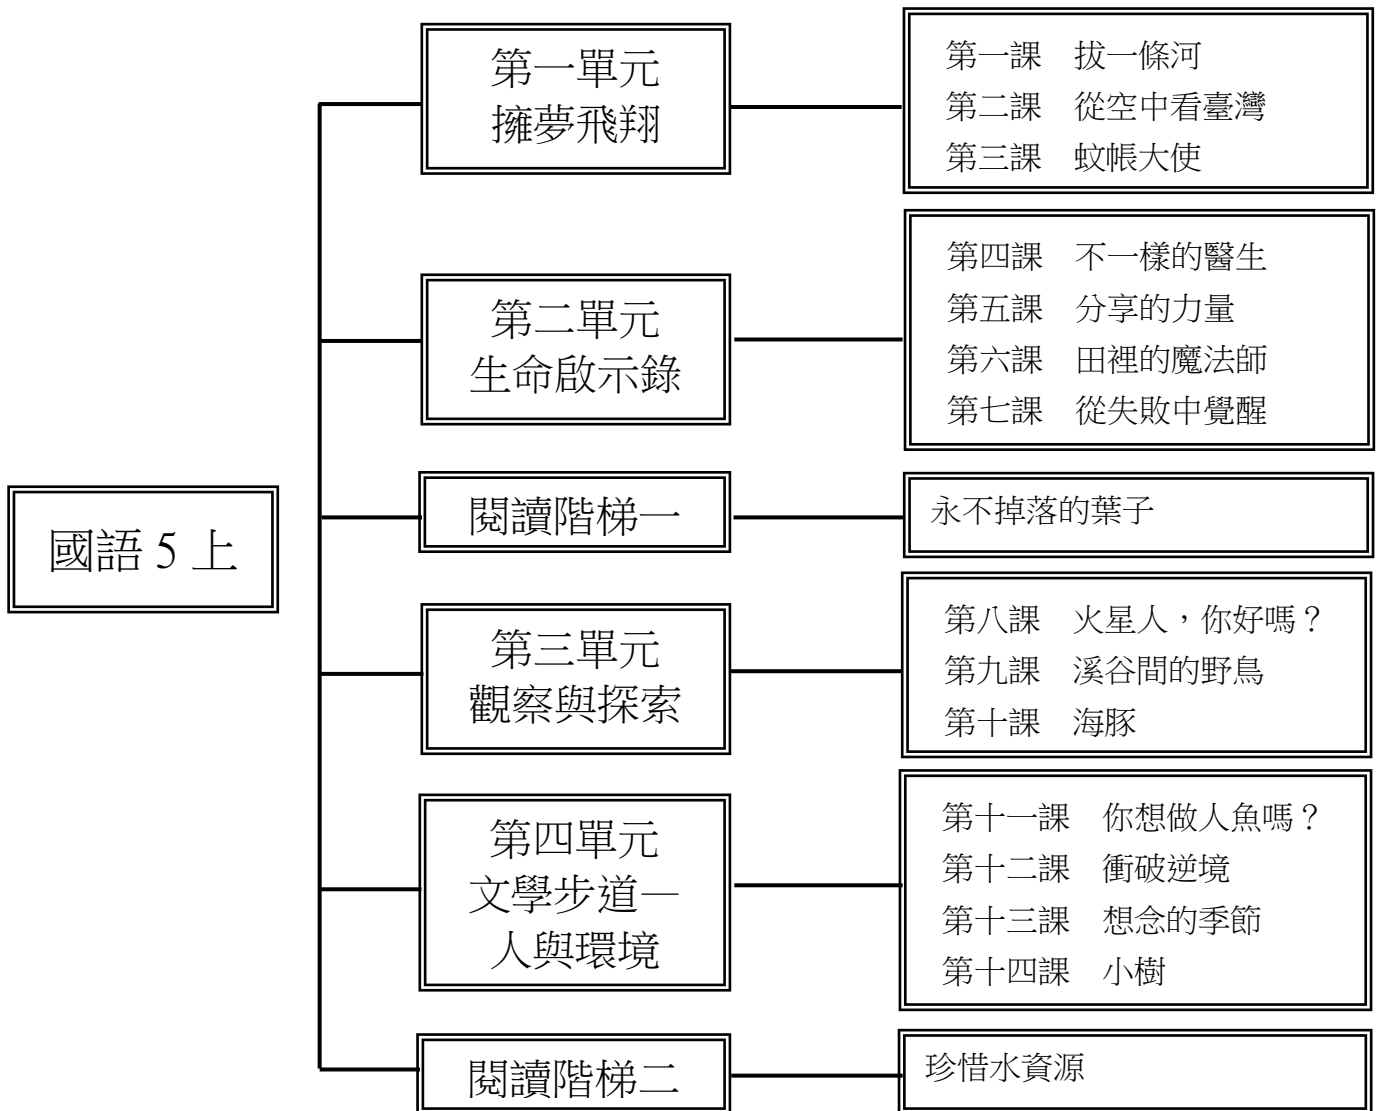 國語 5 上
第一單元
擁夢飛翔
第一課　拔一條河
第二課　從空中看臺灣
第三課　蚊帳大使
第二單元
生命啟示錄
第四課　不一樣的醫生
第五課　分享的力量
第六課　田裡的魔法師
第七課　從失敗中覺醒
閱讀階梯一
永不掉落的葉子
第三單元
觀察與探索
第八課　火星人，你好嗎？
第九課　溪谷間的野鳥
第十課　海豚
第四單元
文學步道—
人與環境
第十一課　你想做人魚嗎？
第十二課　衝破逆境
第十三課　想念的季節
第十四課　小樹
閱讀階梯二
珍惜水資源